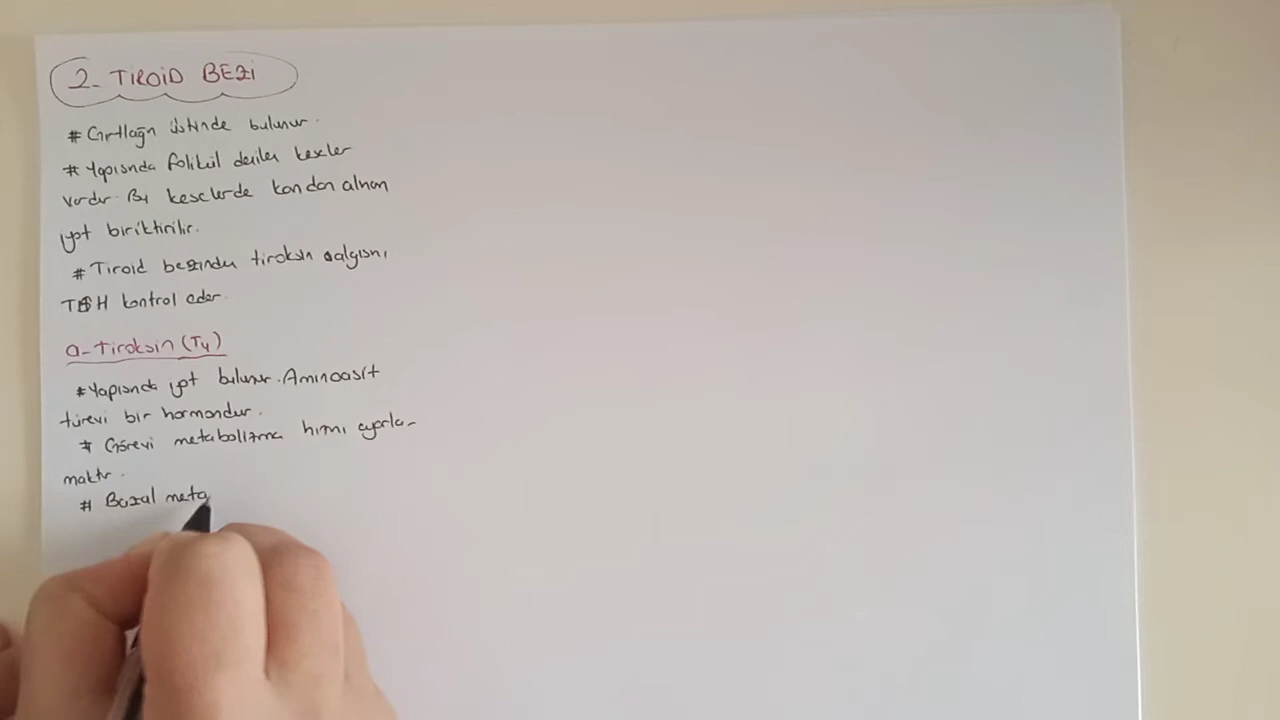 2- TİROİD BEZİ
# Gırtlağın üstünde bulunur.
# Yapısında folikül denilen keseler
vardır. Bu keselerde kandan alınan
iyot biriktirilir.
# Tiroid bezinden tiroksin salgısını
TSH kontrol eder.
a- Tiroksin (T4)
# Yapısında iyot bulunur. Aminoasit
türevi bir hormondur.
# Görevi metabolizma hızını ayarla-
maktır.
# Bazal meta